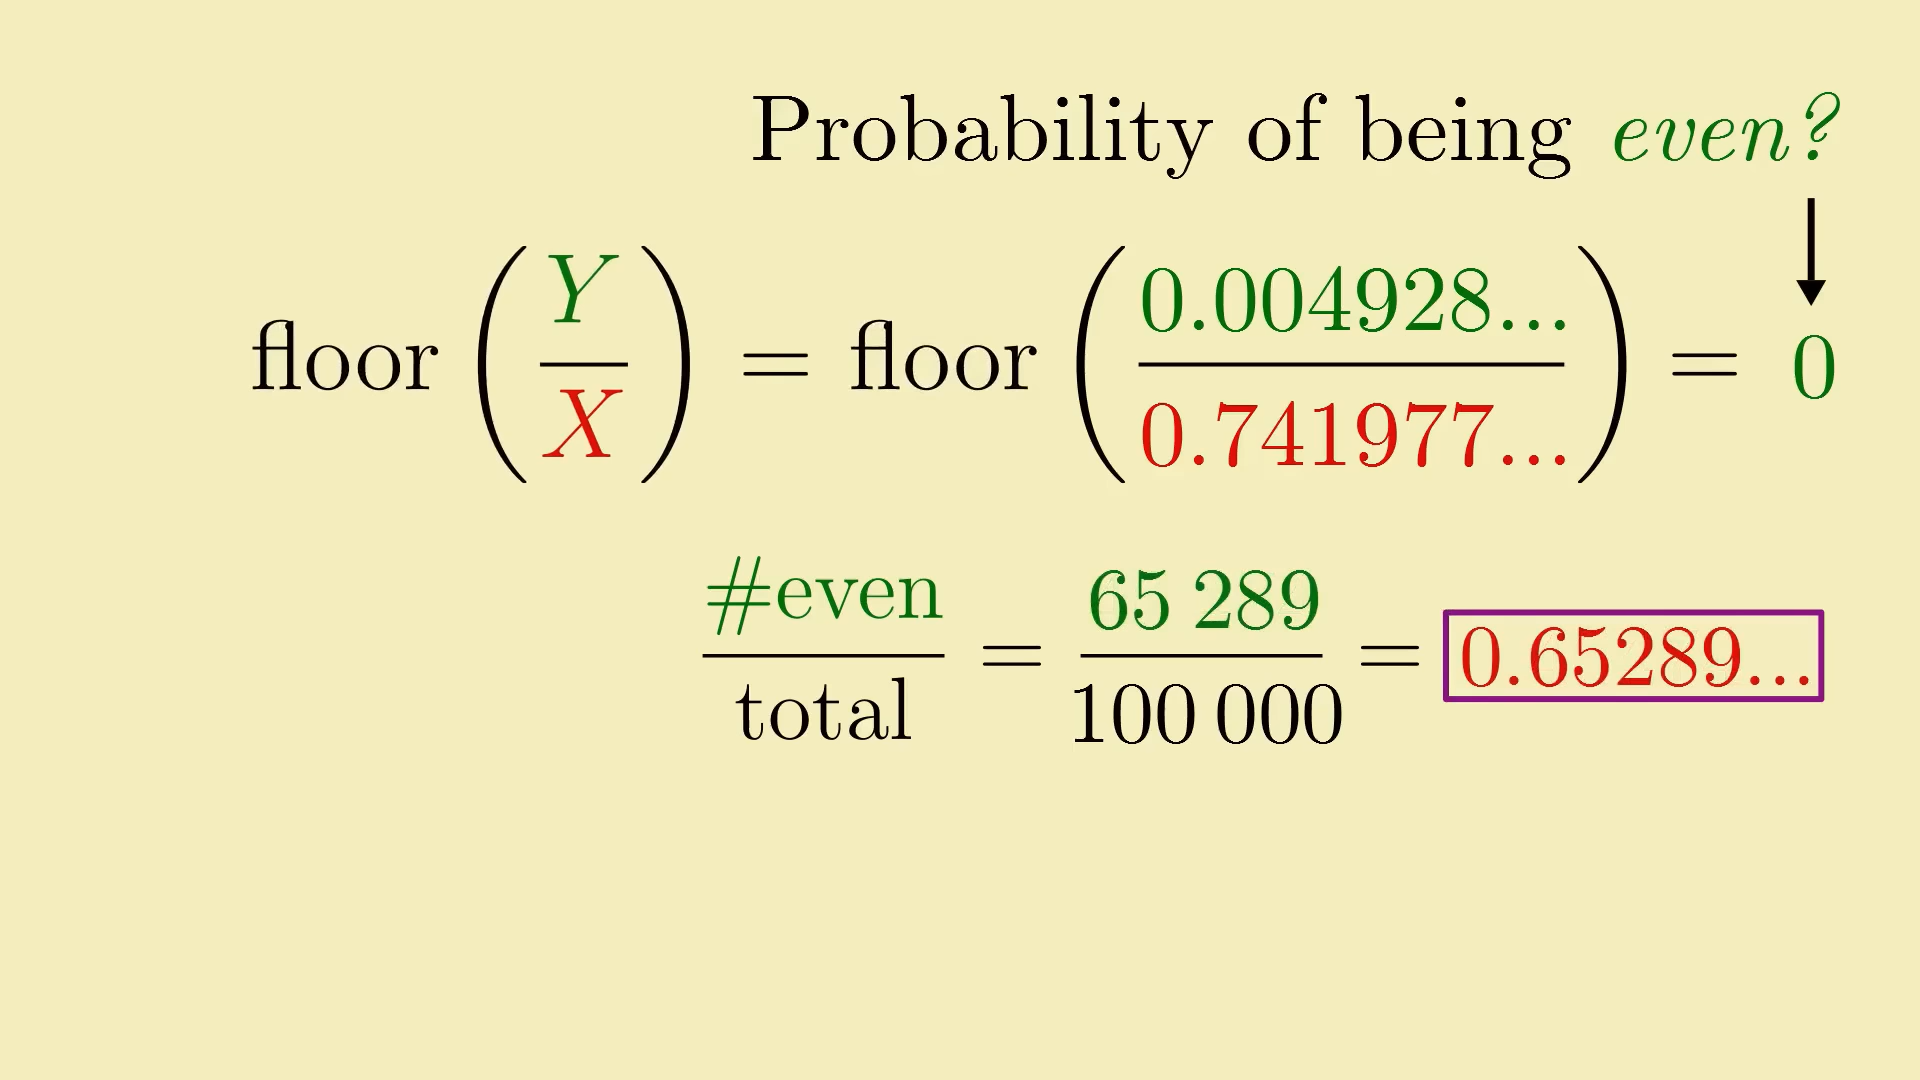 Probability of being even?
floor(Y/X) = floor(0.004928.../0.741977...) = 0
#even/total = 65 289/100 000 = 0.65289...